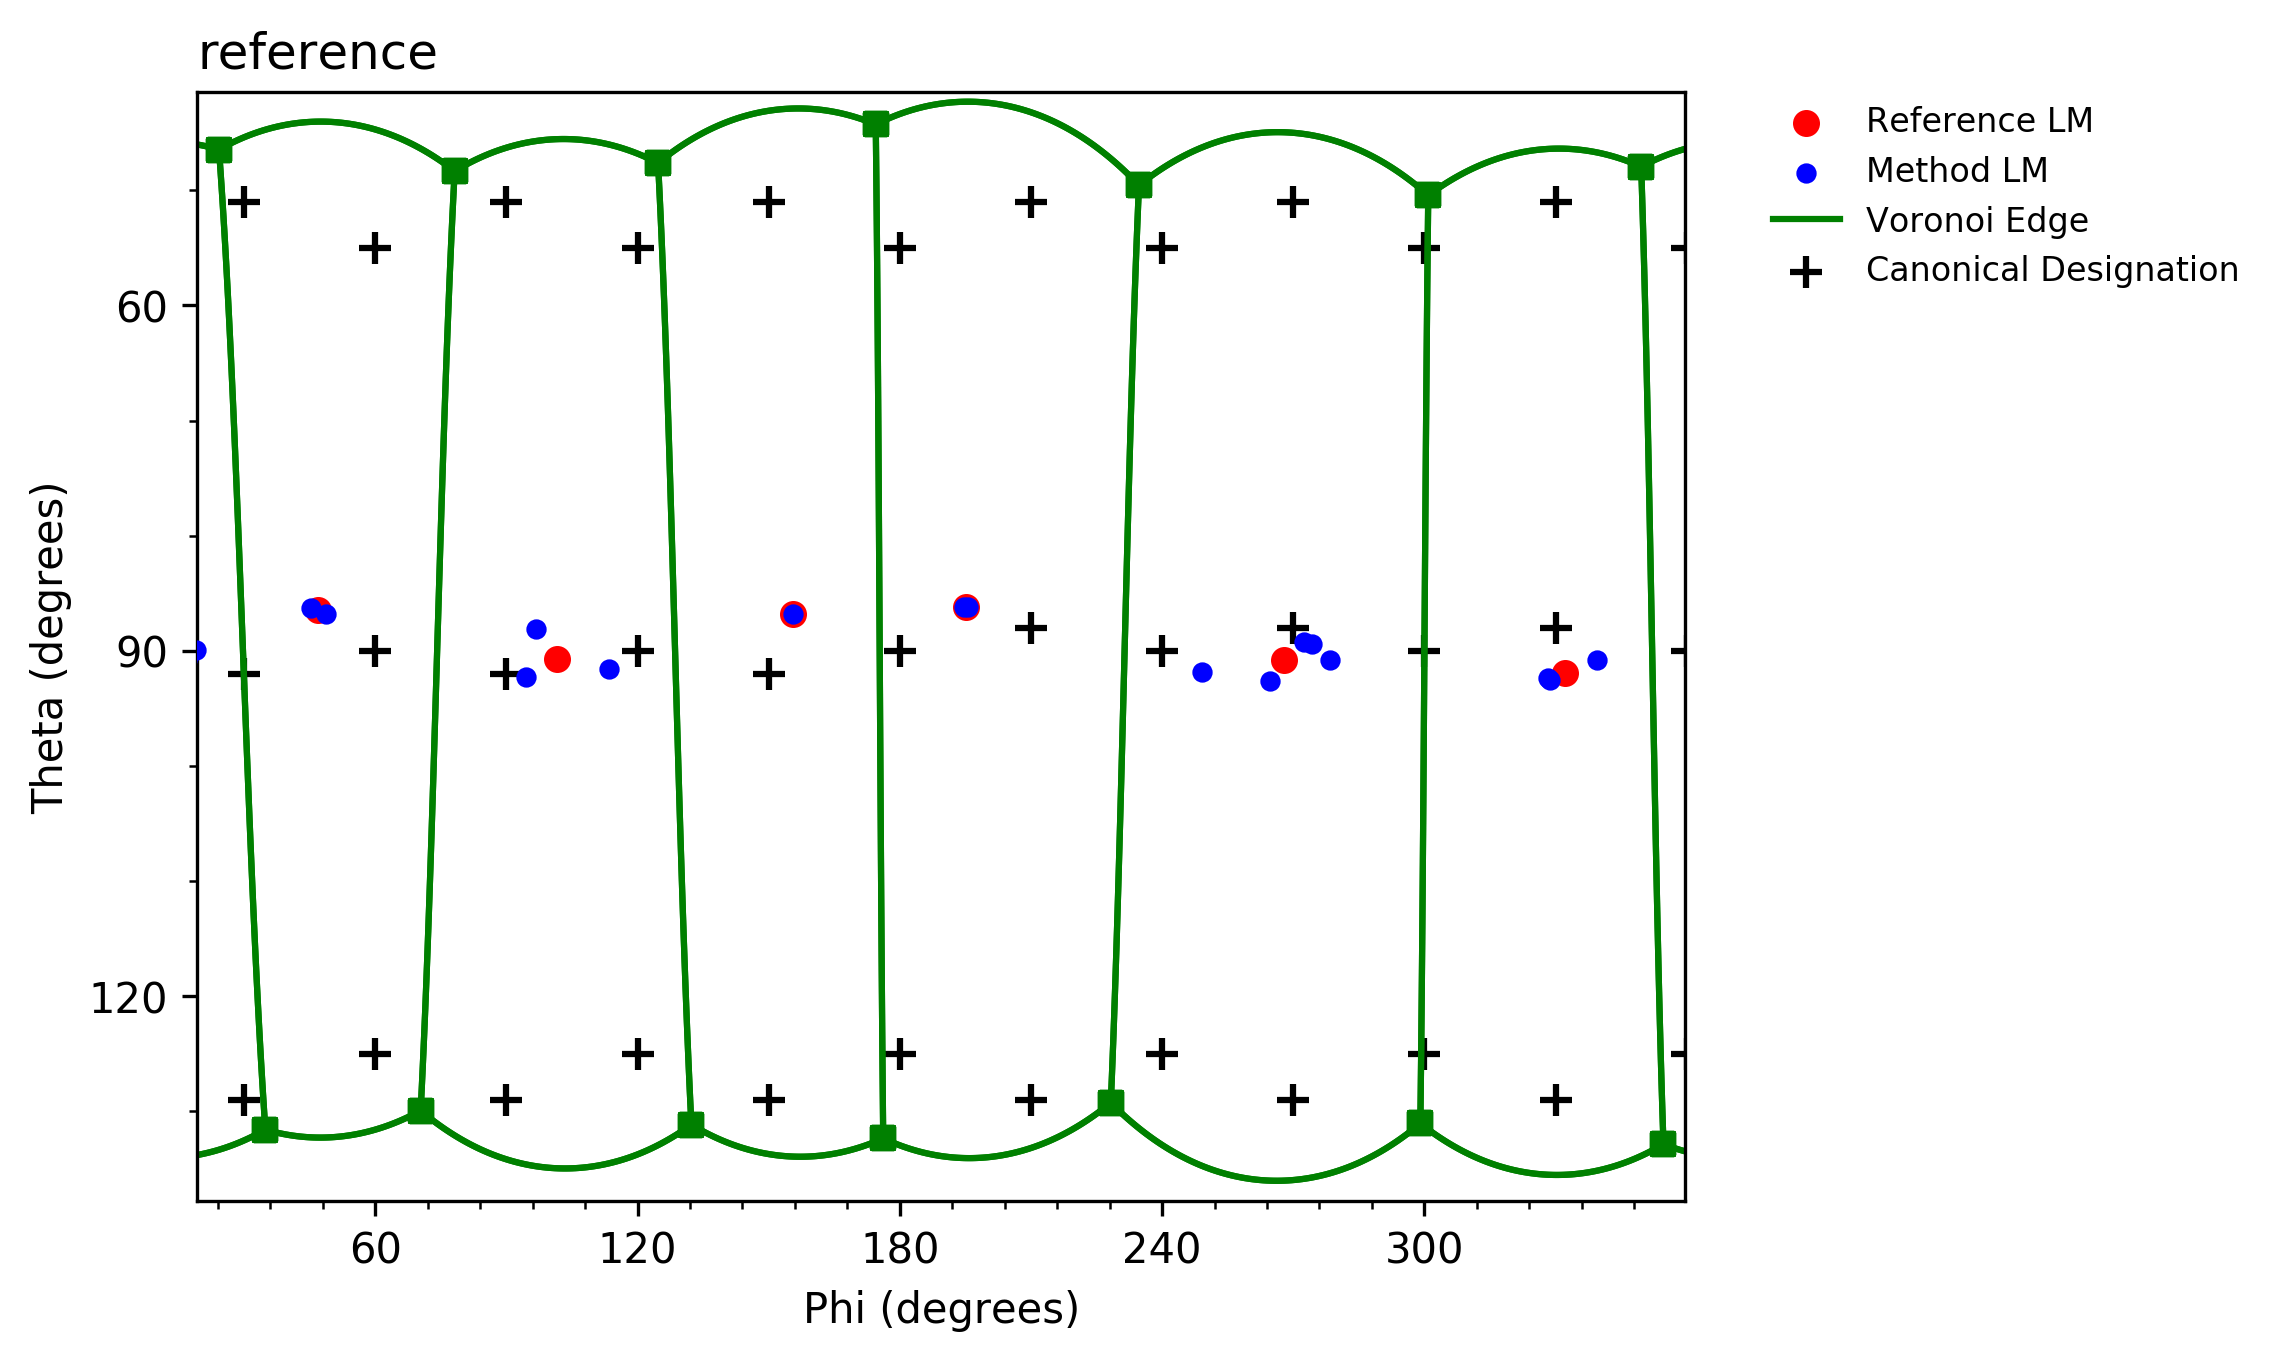 reference
Reference LM
Method LM
Voronoi Edge
Canonical Designation
Theta (degrees)
60
90
120
60 120 180 240 300
Phi (degrees)